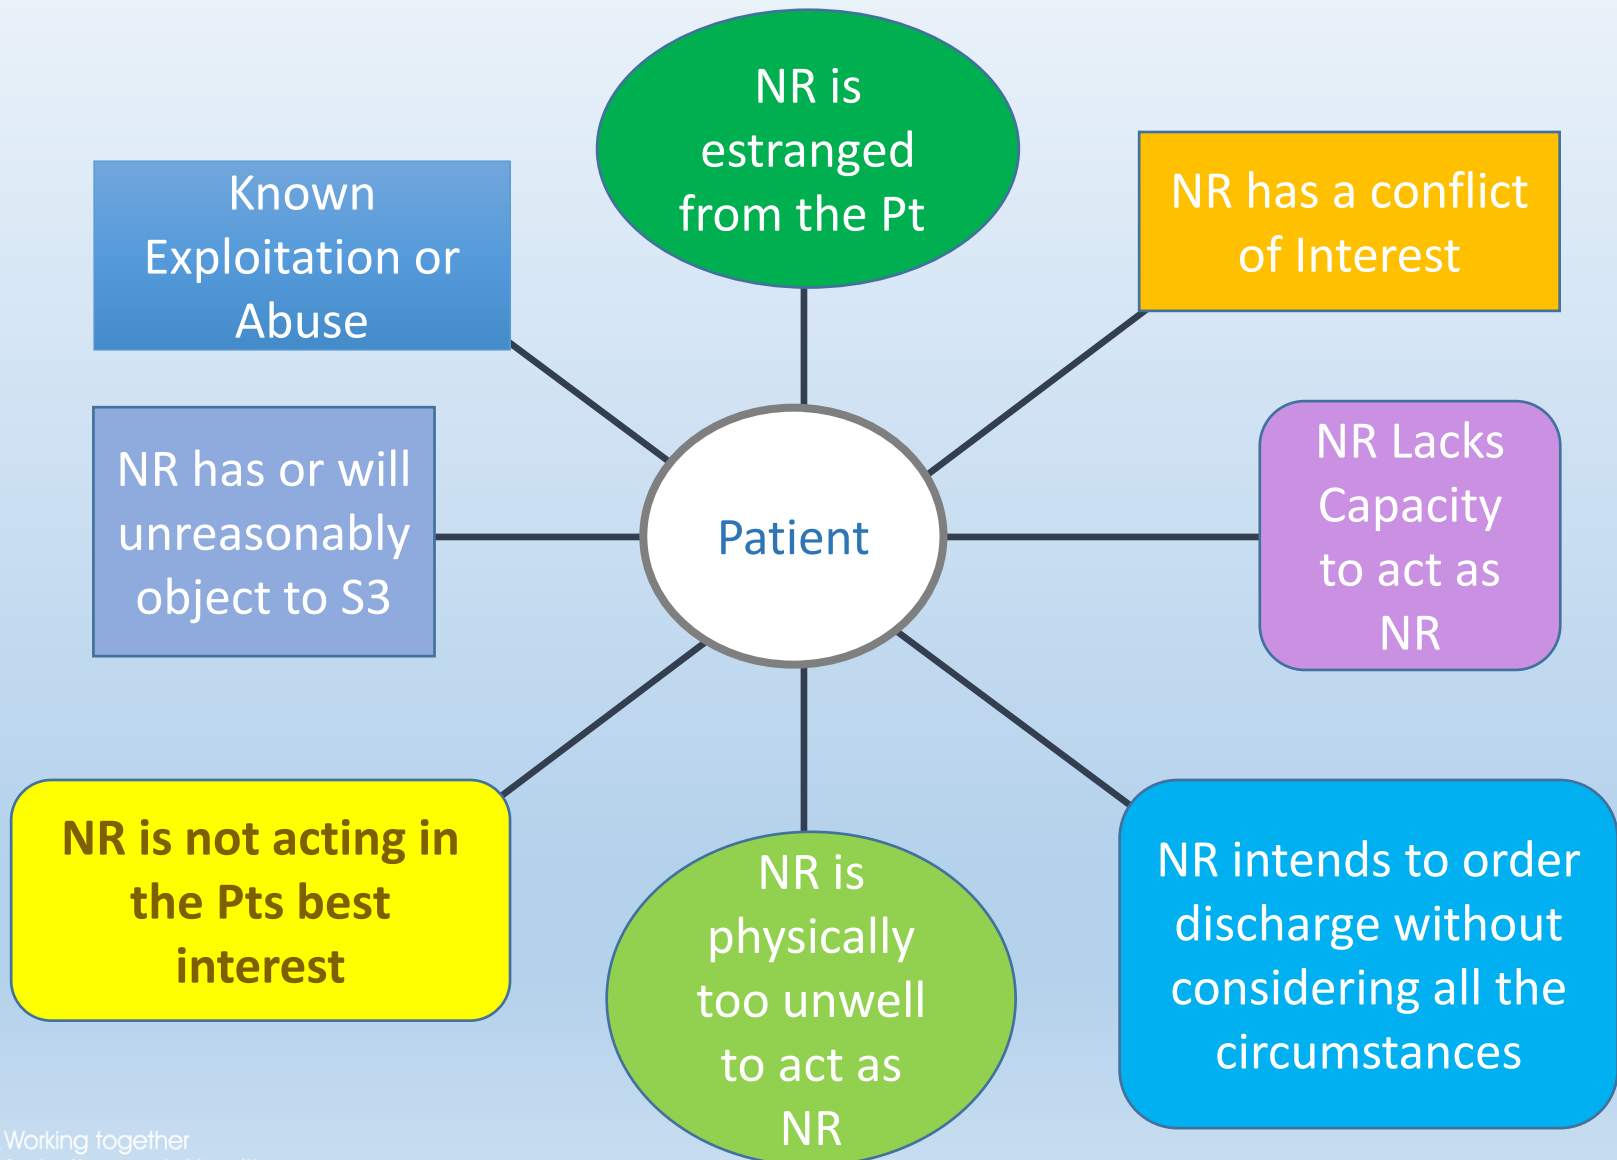 NR is
estranged
from the Pt
Known
Exploitation or
Abuse
NR has a conflict
of Interest
NR has or will
unreasonably
object to S3
Patient
NR Lacks
Capacity
to act as
NR
NR is not acting in
the Pts best
interest
NR is
physically
too unwell
to act as
NR
NR intends to order
discharge without
considering all the
circumstances
Working together